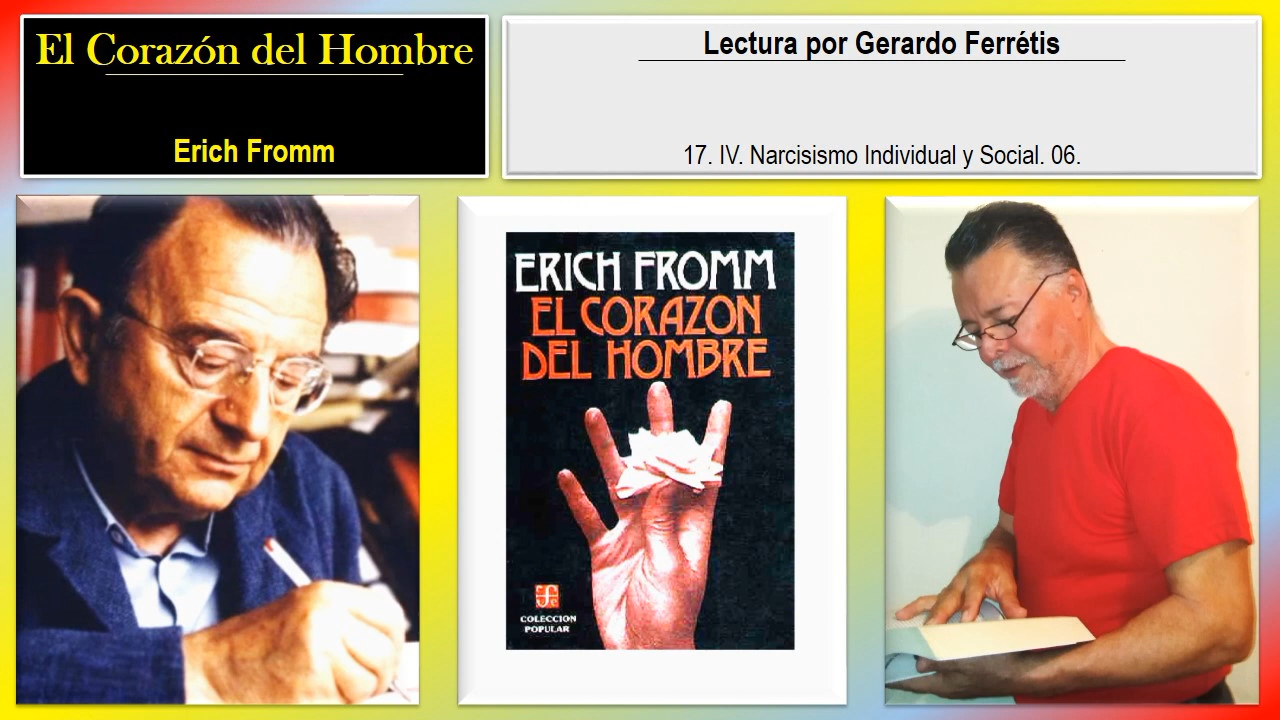 El Corazón del Hombre
Erich Fromm
Lectura por Gerardo Ferrétis
17. IV. Narcisismo Individual y Social. 06.
ERICH FROMM
EL CORAZON
DEL HOMBRE
COLECCION
POPULAR